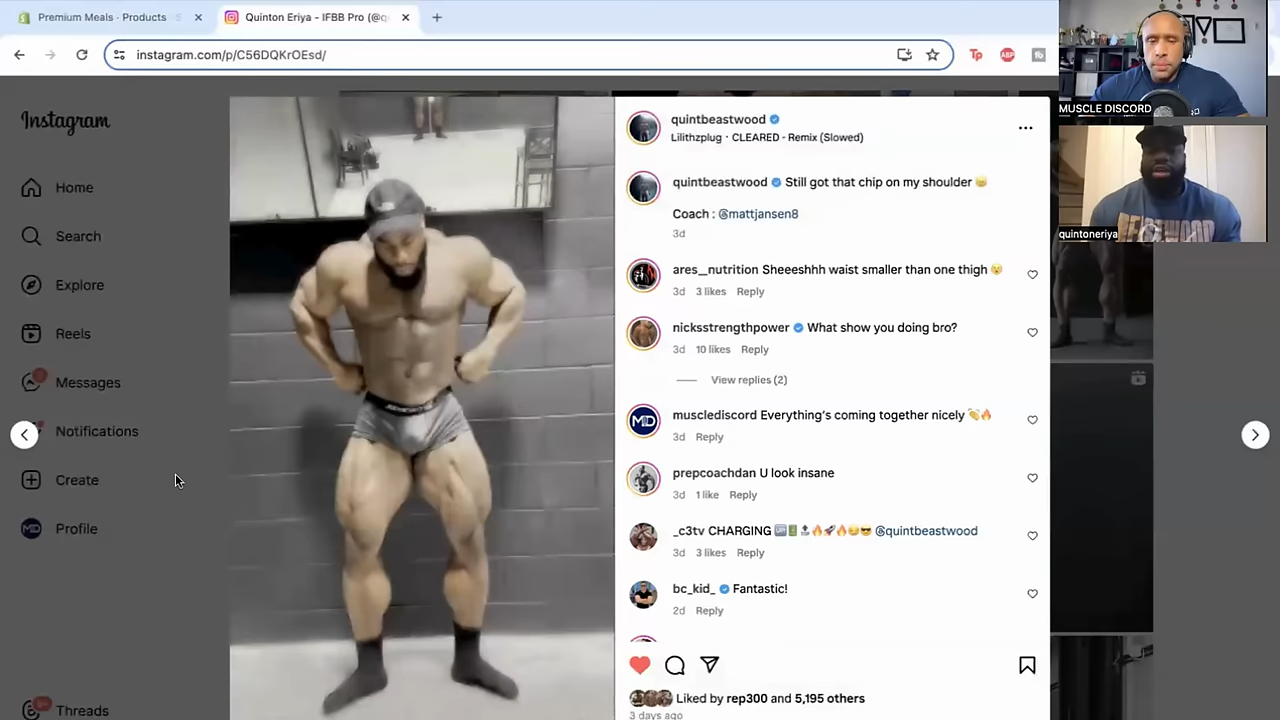 Premium Meals · Products
Quinton Eriya - IFBB Pro (@q
instagram.com/p/C56DQKrOEsd/
Tp
ABP
MUSCLE DISCORD
quintoneriya
Instagram
Home
Search
Explore
Reels
Messages
Notifications
Create
MD
Profile
9+
Threads
quintbeastwood
Lilithzplug · CLEARED - Remix (Slowed)
quintbeastwood Still got that chip on my shoulder 😁
Coach : @mattjansen8
3d
ares__nutrition Sheeeshhh waist smaller than one thigh 😮
3d 3 likes Reply
nicksstrengthpower What show you doing bro?
3d 10 likes Reply
View replies (2)
MD
musclediscord Everything's coming together nicely 👏🔥
3d Reply
prepcoachdan U look insane
3d 1 like Reply
_c3tv CHARGING @quintbeastwood
3d 3 likes Reply
bc_kid_ Fantastic!
2d Reply
Liked by rep300 and 5,195 others
3 days ago